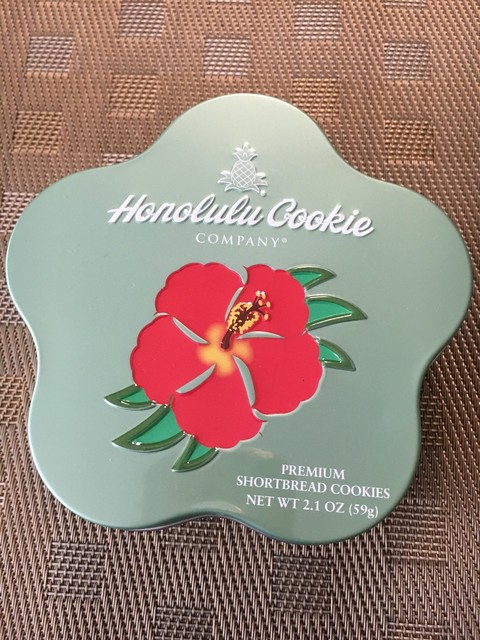 Honolulu Cookie
COMPANY®
PREMIUM
SHORTBREAD COOKIES
NET WT 2.1 OZ (59g)